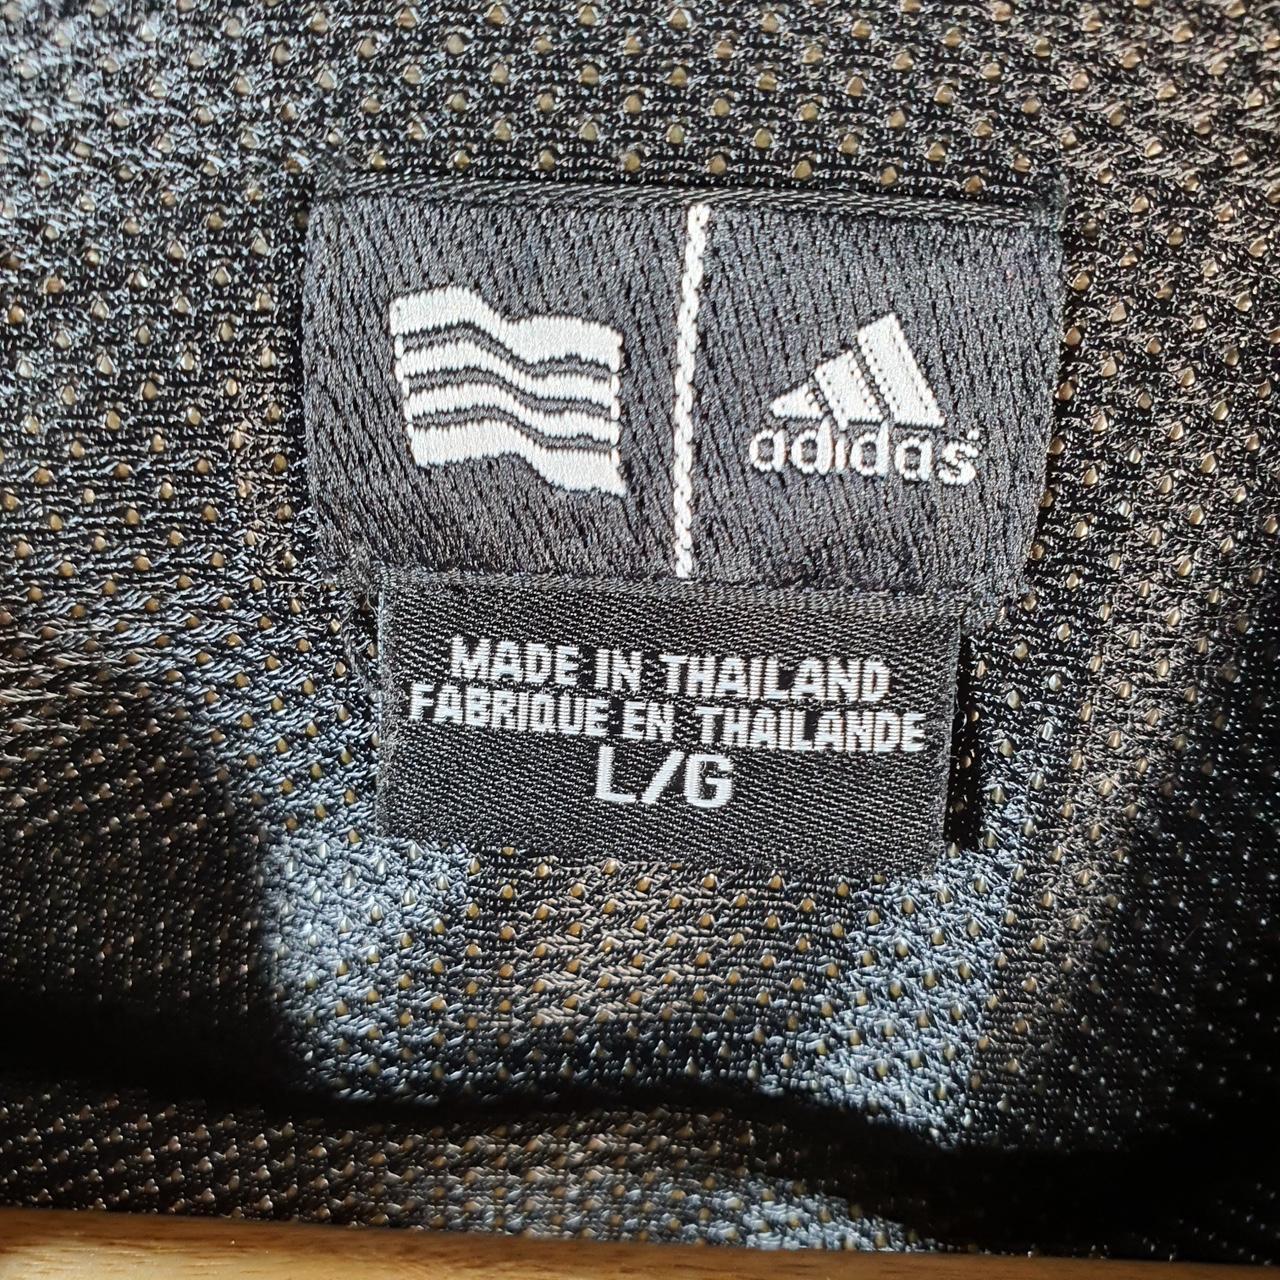 adidas
MADE IN THAILAND
FABRIQUE EN THAILANDE
L/G